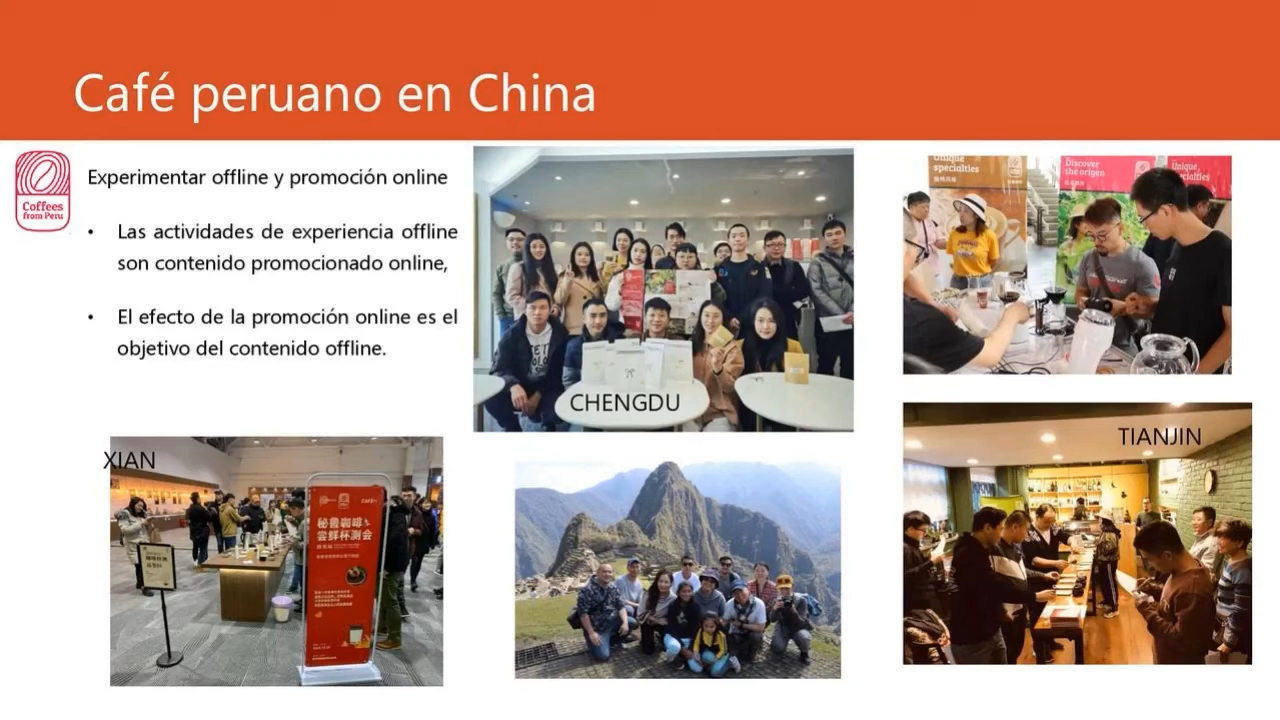 Café peruano en China
Coffees
from Peru
Experimentar offline y promoción online
• Las actividades de experiencia offline
son contenido promocionado online,
• El efecto de la promoción online es el
objetivo del contenido offline.
CHENGDU
Unique
specialties
Discover
the origen
Unique
specialties
XIAN
秘鲁咖啡
尝鲜杯测会
TIANJIN